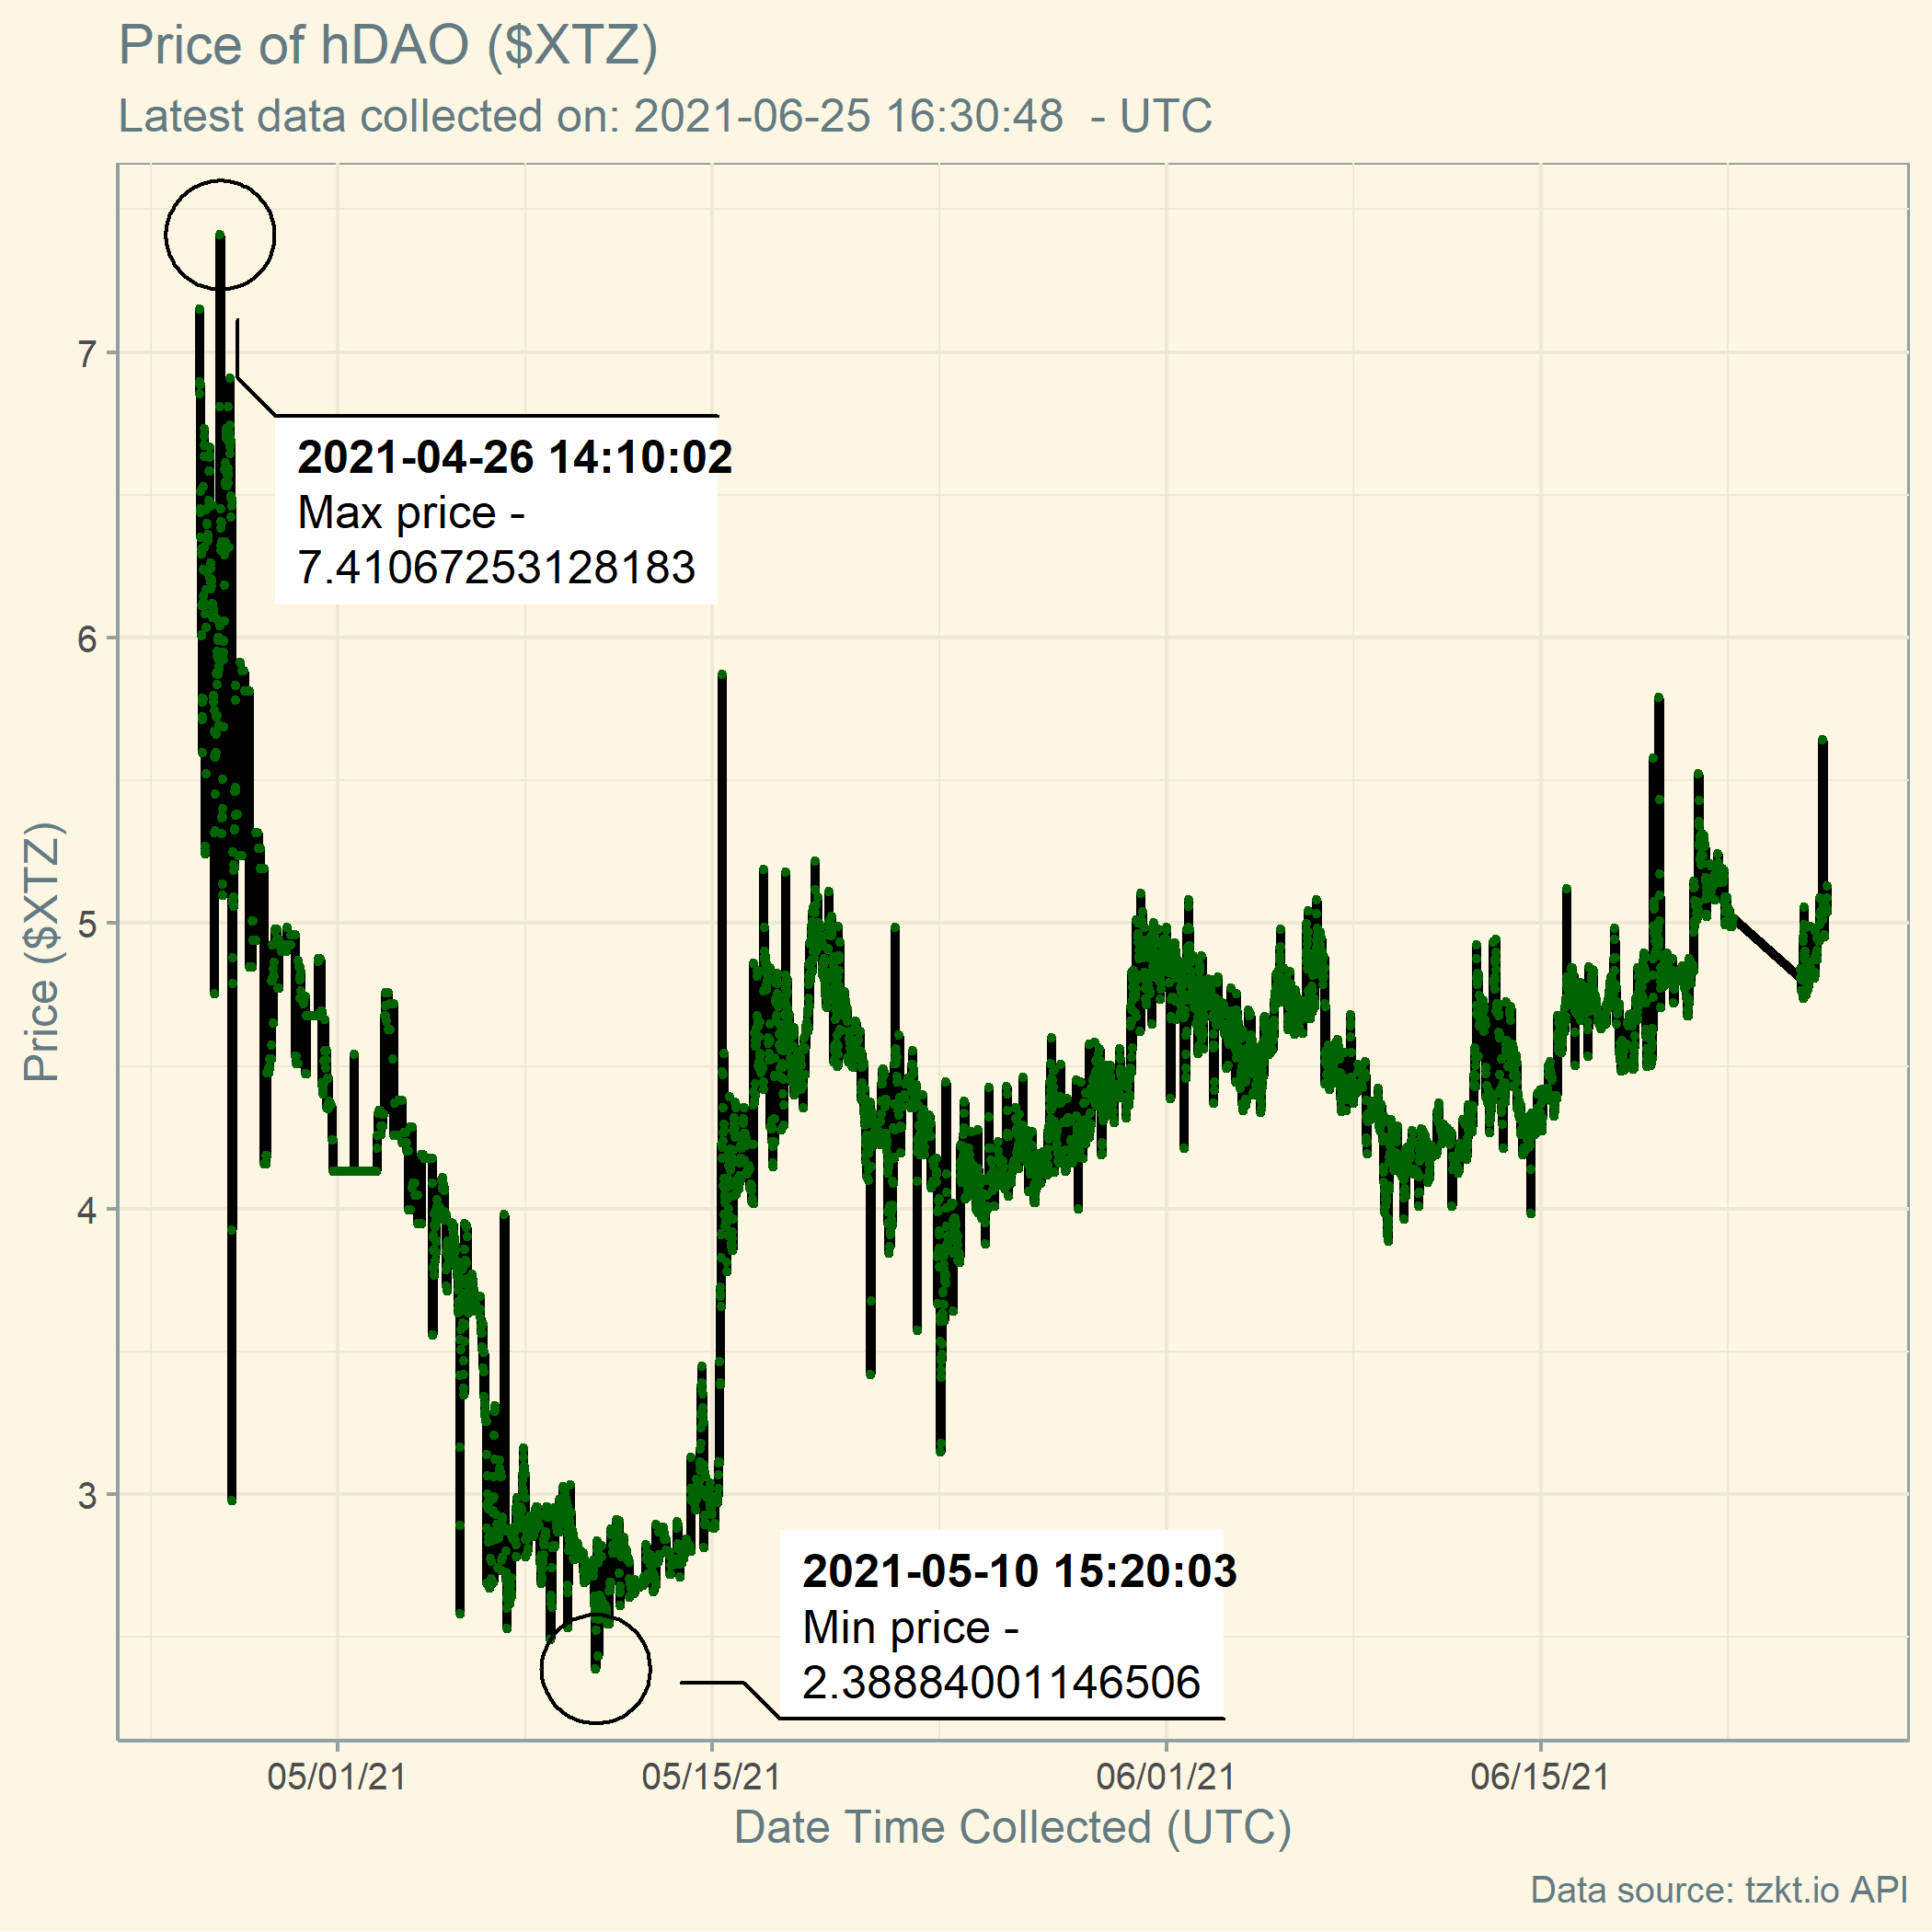 Price of hDAO ($XTZ)
Latest data collected on: 2021-06-25 16:30:48  - UTC
Price ($XTZ)
7
6
5
4
3
2021-04-26 14:10:02
Max price -
7.41067253128183
2021-05-10 15:20:03
Min price -
2.38884001146506
05/01/21
05/15/21
06/01/21
06/15/21
Date Time Collected (UTC)
Data source: tzkt.io API